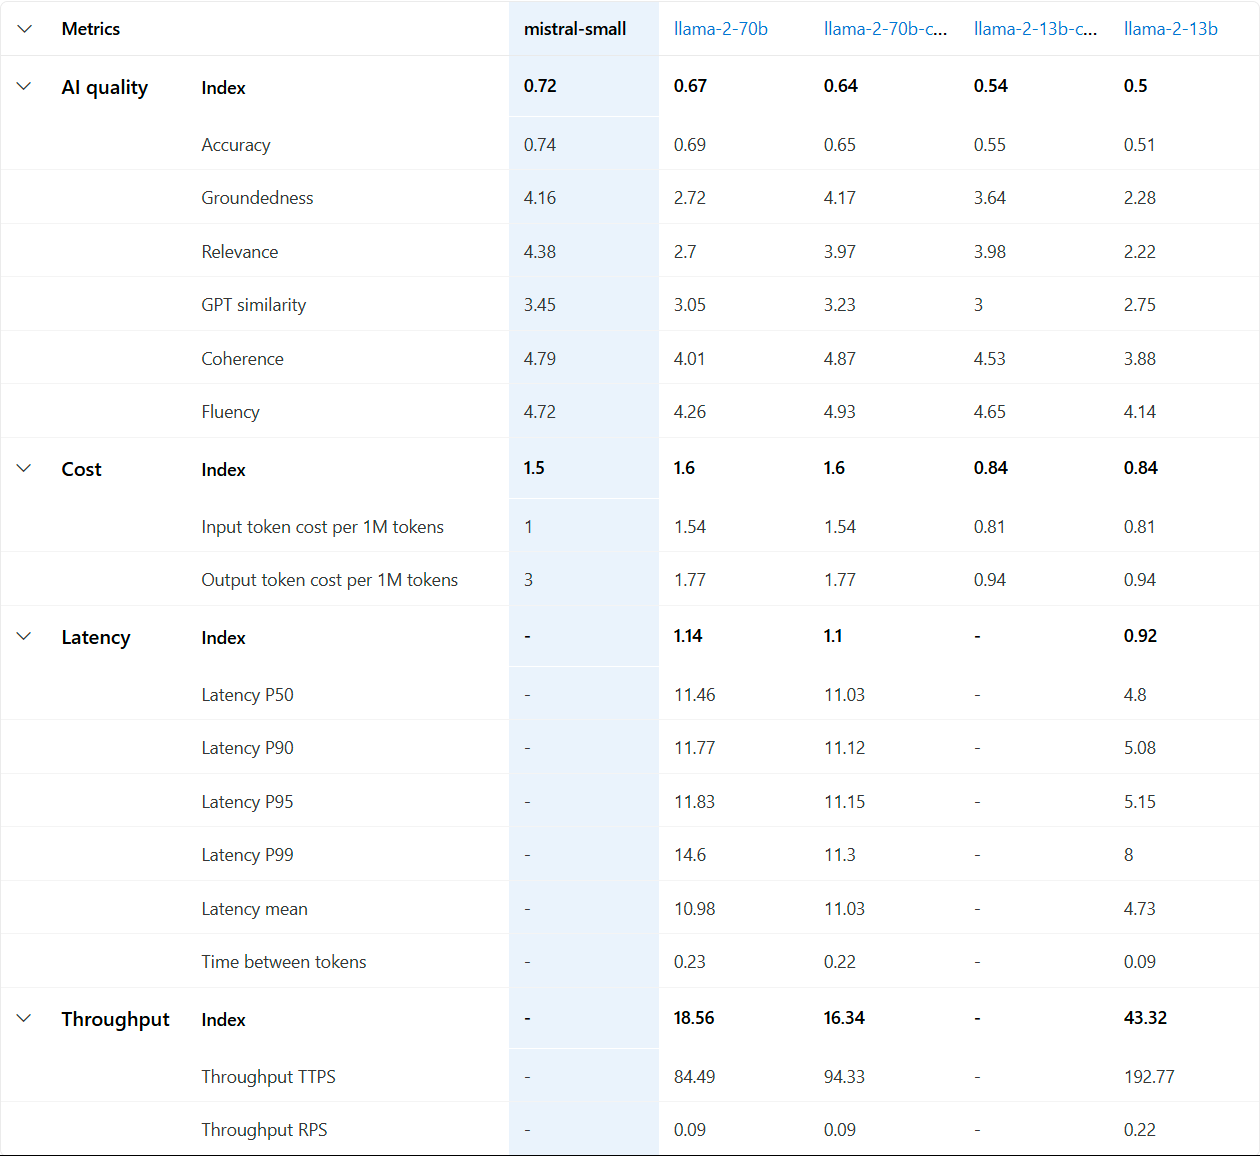 Metrics mistral-small llama-2-70b llama-2-70b-c... llama-2-13b-c... llama-2-13b
AI quality Index 0.72 0.67 0.64 0.54 0.5
Accuracy 0.74 0.69 0.65 0.55 0.51
Groundedness 4.16 2.72 4.17 3.64 2.28
Relevance 4.38 2.7 3.97 3.98 2.22
GPT similarity 3.45 3.05 3.23 3 2.75
Coherence 4.79 4.01 4.87 4.53 3.88
Fluency 4.72 4.26 4.93 4.65 4.14
Cost Index 1.5 1.6 1.6 0.84 0.84
Input token cost per 1M tokens 1 1.54 1.54 0.81 0.81
Output token cost per 1M tokens 3 1.77 1.77 0.94 0.94
Latency Index - 1.14 1.1 - 0.92
Latency P50 - 11.46 11.03 - 4.8
Latency P90 - 11.77 11.12 - 5.08
Latency P95 - 11.83 11.15 - 5.15
Latency P99 - 14.6 11.3 - 8
Latency mean - 10.98 11.03 - 4.73
Time between tokens - 0.23 0.22 - 0.09
Throughput Index - 18.56 16.34 - 43.32
Throughput TTPS - 84.49 94.33 - 192.77
Throughput RPS - 0.09 0.09 - 0.22